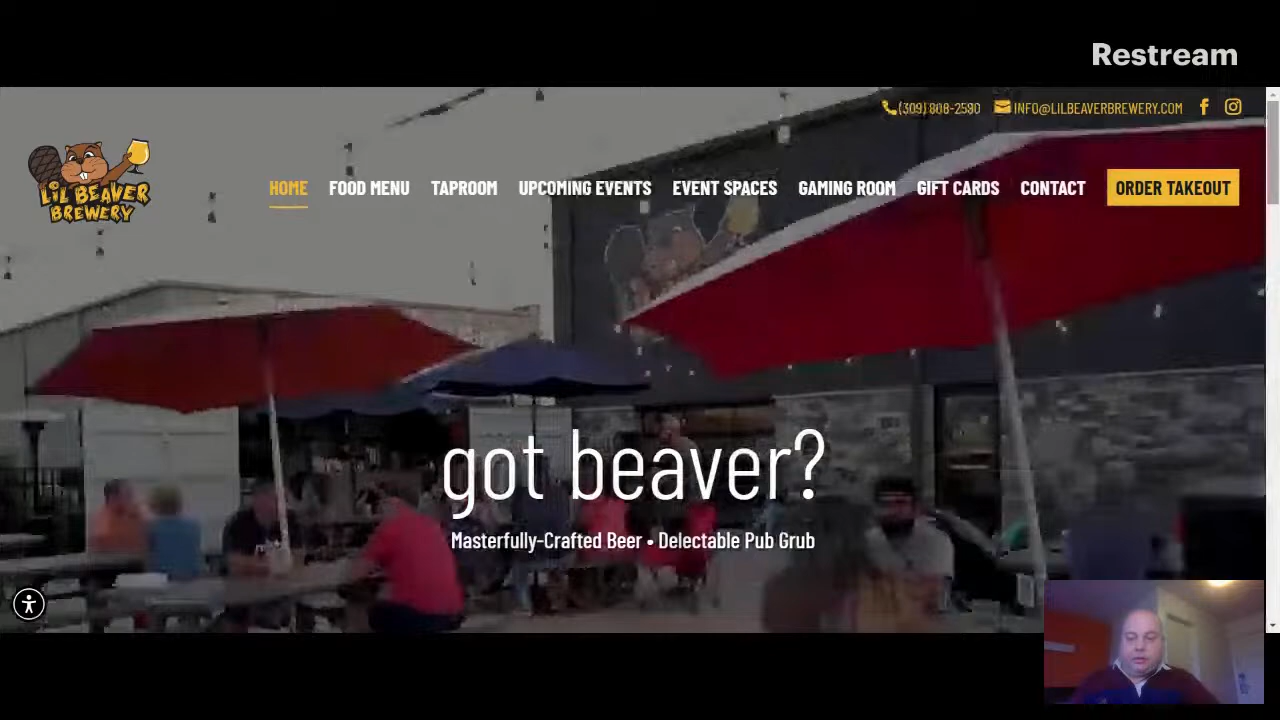 Restream
(309) 808-2590
INFO@LILBEAVERBREWERY.COM
LIL BEAVER
BREWERY
HOME
FOOD MENU
TAPROOM
UPCOMING EVENTS
EVENT SPACES
GAMING ROOM
GIFT CARDS
CONTACT
ORDER TAKEOUT
got beaver?
Masterfully-Crafted Beer • Delectable Pub Grub